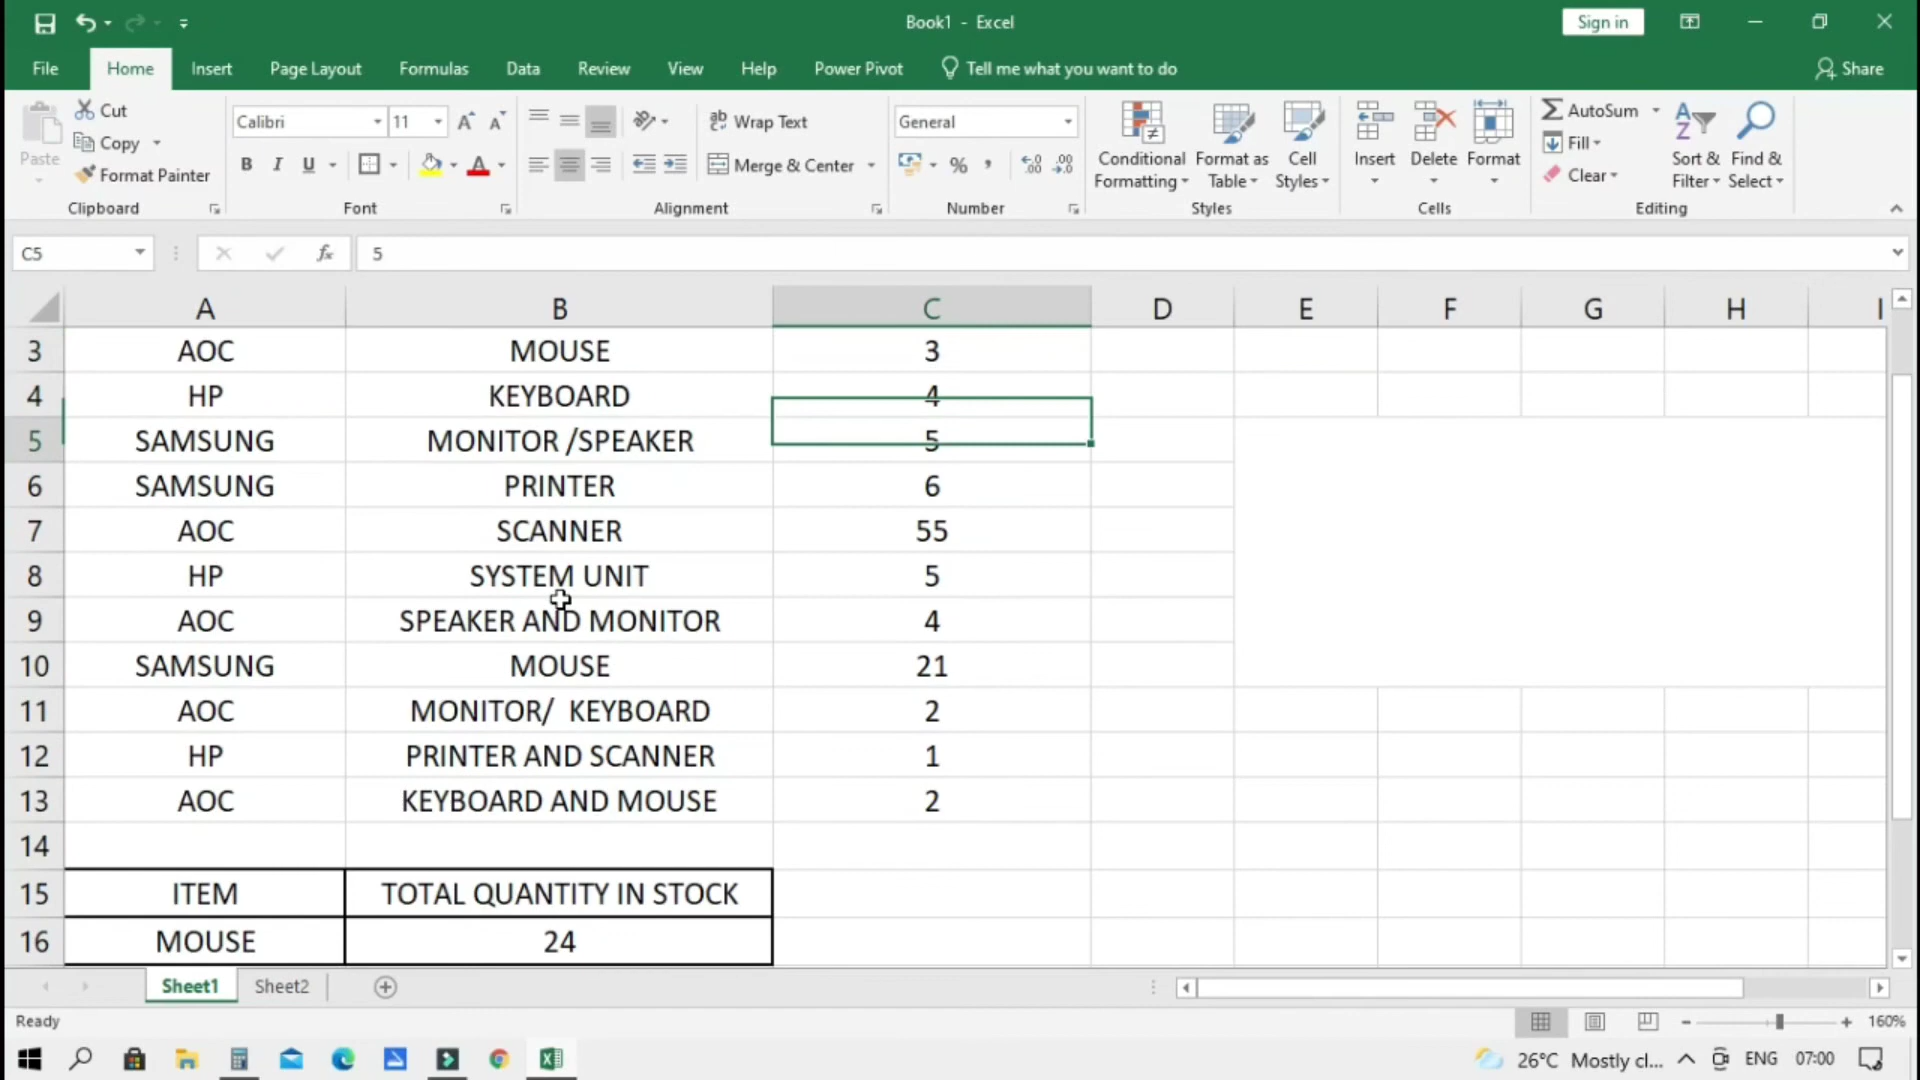 Book1 - Excel
Sign in
File Home Insert Page Layout Formulas Data Review View Help Power Pivot Tell me what you want to do Share
Paste
Cut
Copy
Format Painter
Clipboard
Calibri 11
B I U
Font
Wrap Text
Merge & Center
Alignment
General
% ,
Number
Conditional Formatting
Format as Table
Cell Styles
Styles
Insert Delete Format
Cells
AutoSum
Fill
Clear
Sort & Filter
Find & Select
Editing
C5 fx 5
A B C D E F G H I
3 AOC MOUSE 3
4 HP KEYBOARD 4
5 SAMSUNG MONITOR /SPEAKER 5
6 SAMSUNG PRINTER 6
7 AOC SCANNER 55
8 HP SYSTEM UNIT 5
9 AOC SPEAKER AND MONITOR 4
10 SAMSUNG MOUSE 21
11 AOC MONITOR/ KEYBOARD 2
12 HP PRINTER AND SCANNER 1
13 AOC KEYBOARD AND MOUSE 2
14
15 ITEM TOTAL QUANTITY IN STOCK
16 MOUSE 24
Sheet1 Sheet2
Ready 160%
26°C Mostly cl... ENG 07:00